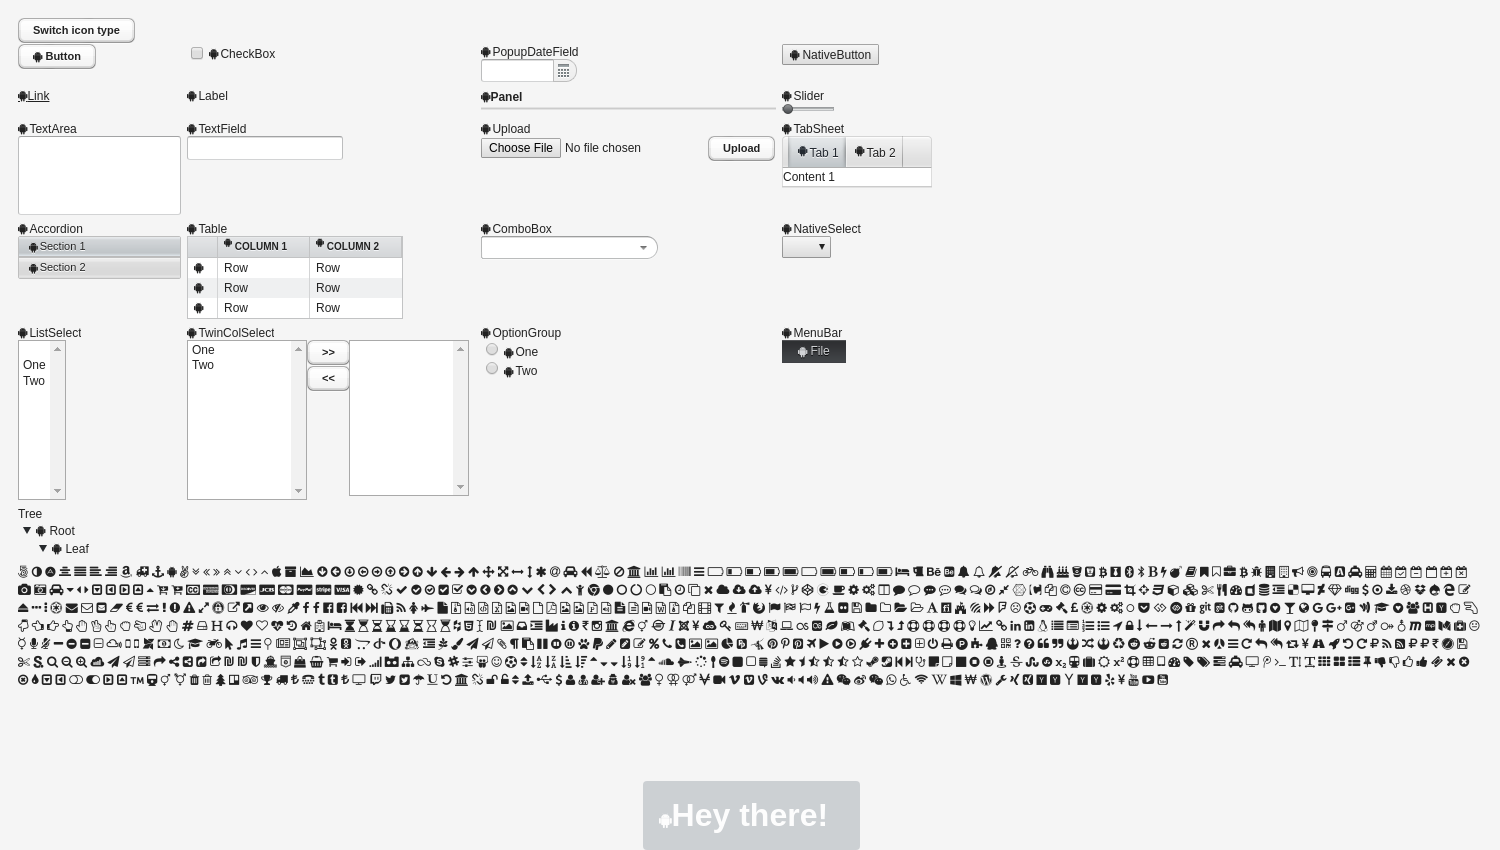 Switch icon type
Button
CheckBox
PopupDateField
NativeButton
Link
Label
Panel
Slider
TextArea
TextField
Upload
Choose File No file chosen
Upload
TabSheet
Tab 1 Tab 2
Content 1
Accordion
Section 1
Section 2
Table
COLUMN 1 COLUMN 2
Row Row
Row Row
Row Row
ComboBox
NativeSelect
ListSelect
One
Two
TwinColSelect
One
Two
>>
<<
OptionGroup
One
Two
MenuBar
File
Tree
Root
Leaf
Hey there!